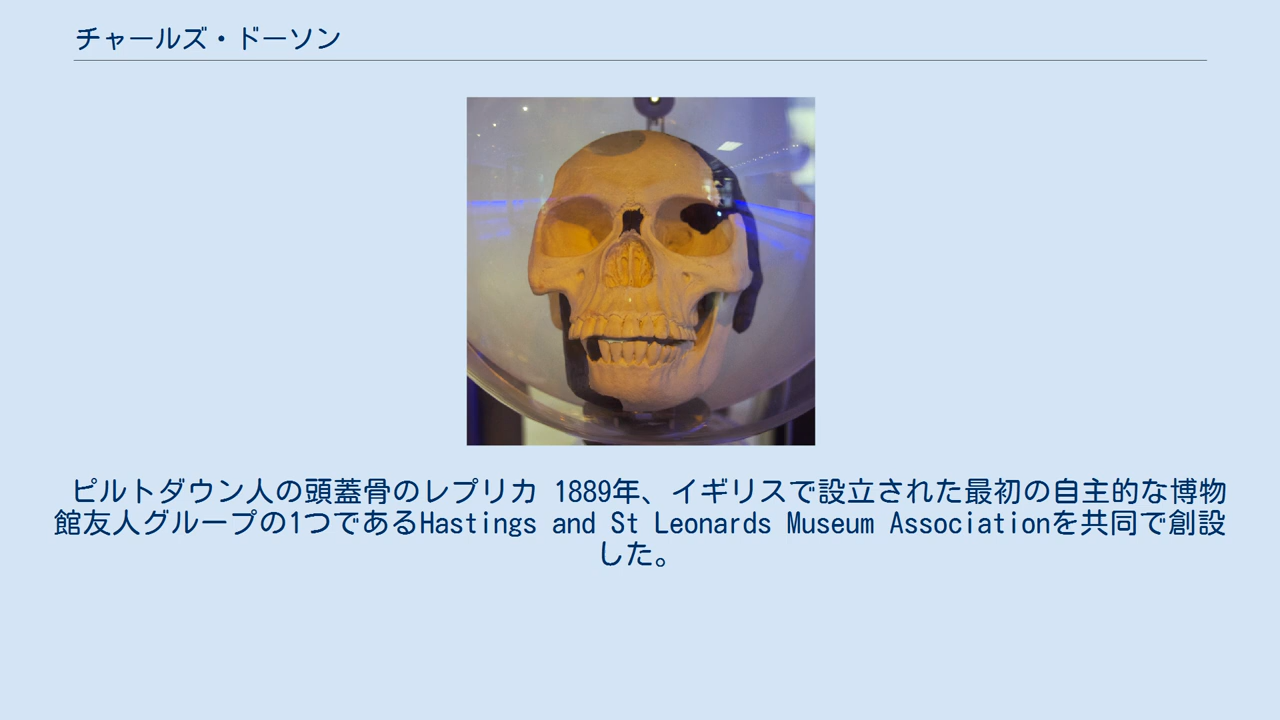 チャールズ・ドーソン
ピルトダウン人の頭蓋骨のレプリカ 1889年、イギリスで設立された最初の自主的な博物
館友人グループの1つであるHastings and St Leonards Museum Associationを共同で創設
した。